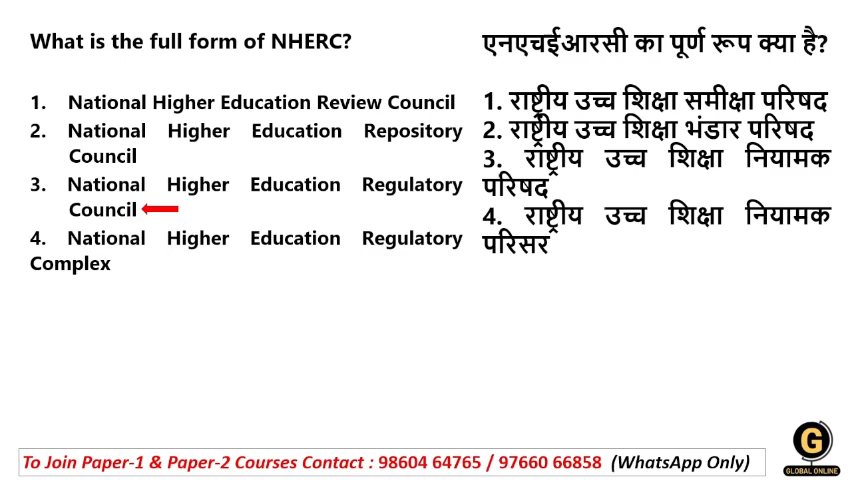 What is the full form of NHERC?
1. National Higher Education Review Council
2. National Higher Education Repository
Council
3. National Higher Education Regulatory
Council
4. National Higher Education Regulatory
Complex
एनएचईआरसी का पूर्ण रूप क्या है?
1. राष्ट्रीय उच्च शिक्षा समीक्षा परिषद
2. राष्ट्रीय उच्च शिक्षा भंडार परिषद
3. राष्ट्रीय उच्च शिक्षा नियामक
परिषद
4. राष्ट्रीय उच्च शिक्षा नियामक
परिसर
To Join Paper-1 & Paper-2 Courses Contact : 98604 64765 / 97660 66858 (WhatsApp Only)
G
GLOBAL ONLINE